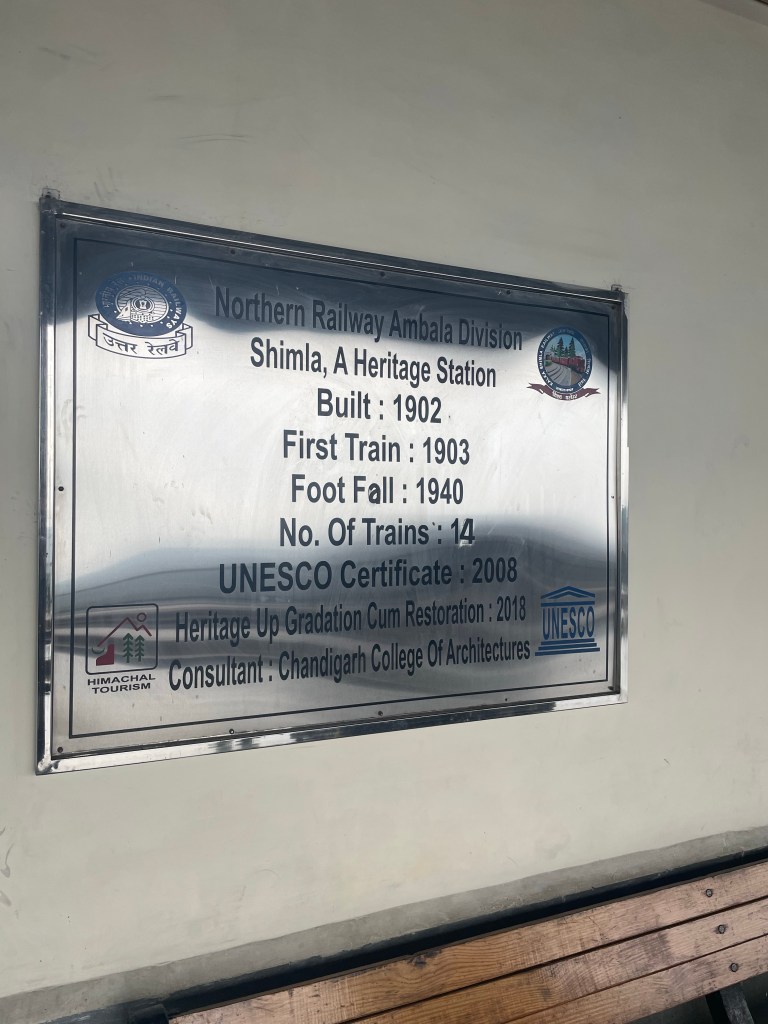 INDIAN RAILWAYS
उत्तर रेलवे
Northern Railway Ambala Division
Shimla, A Heritage Station
Built : 1902
First Train : 1903
Foot Fall : 1940
No. Of Trains : 14
UNESCO Certificate : 2008
Heritage Up Gradation Cum Restoration : 2018
Consultant : Chandigarh College Of Architectures
HIMACHAL
TOURISM
UNESCO